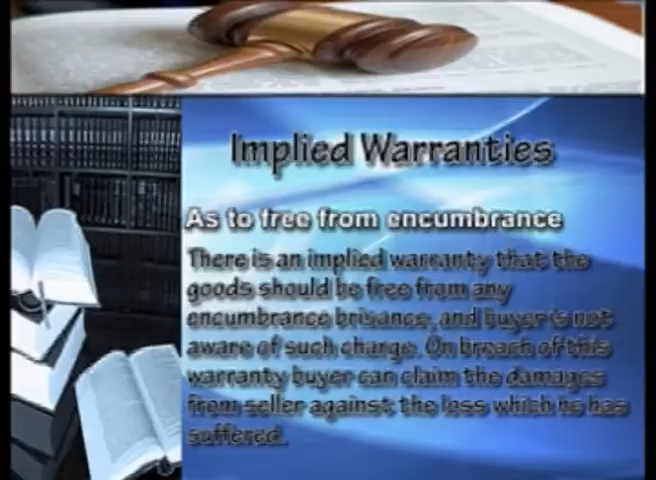 Implied Warranties
As to free from encumbrance
There is an implied warranty that the
goods should be free from any
encumbrance brisance, and buyer is not
aware of such charge. On breach of this
warranty buyer can claim the damages
from seller against the loss which he has
suffered.